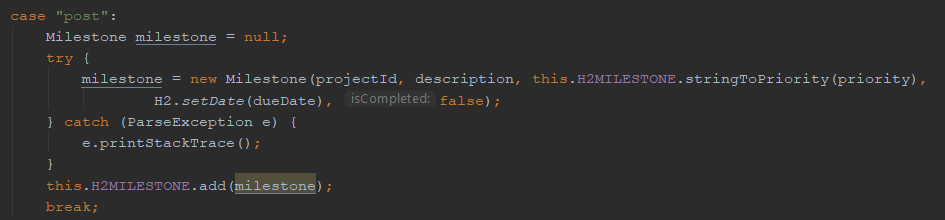 case "post":
Milestone milestone = null;
try {
milestone = new Milestone(projectId, description, this.H2MILESTONE.stringToPriority(priority),
H2.setDate(dueDate), isCompleted: false);
} catch (ParseException e) {
e.printStackTrace();
}
this.H2MILESTONE.add(milestone);
break;